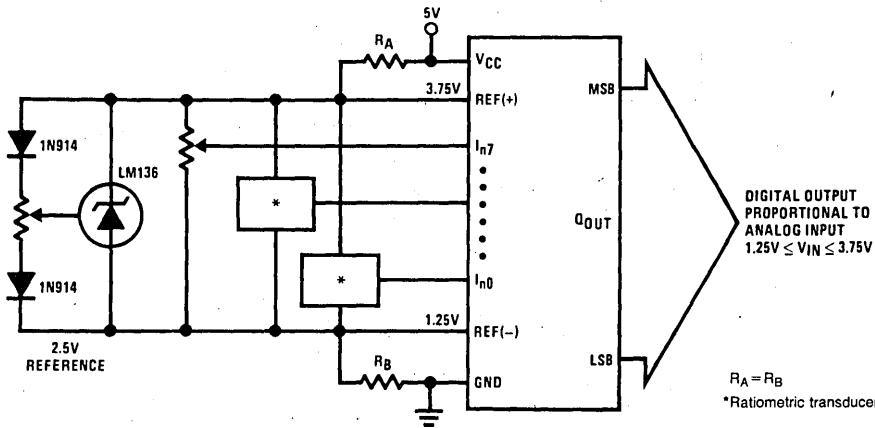 5V
RA
VCC
3.75V
REF(+)
MSB
1N914
In7
LM136
*
QOUT
DIGITAL OUTPUT
PROPORTIONAL TO
ANALOG INPUT
1.25V ≤ VIN ≤ 3.75V
*
In0
1N914
1.25V
REF(−)
2.5V
REFERENCE
RB
GND
LSB
RA=RB
*Ratiometric transducer